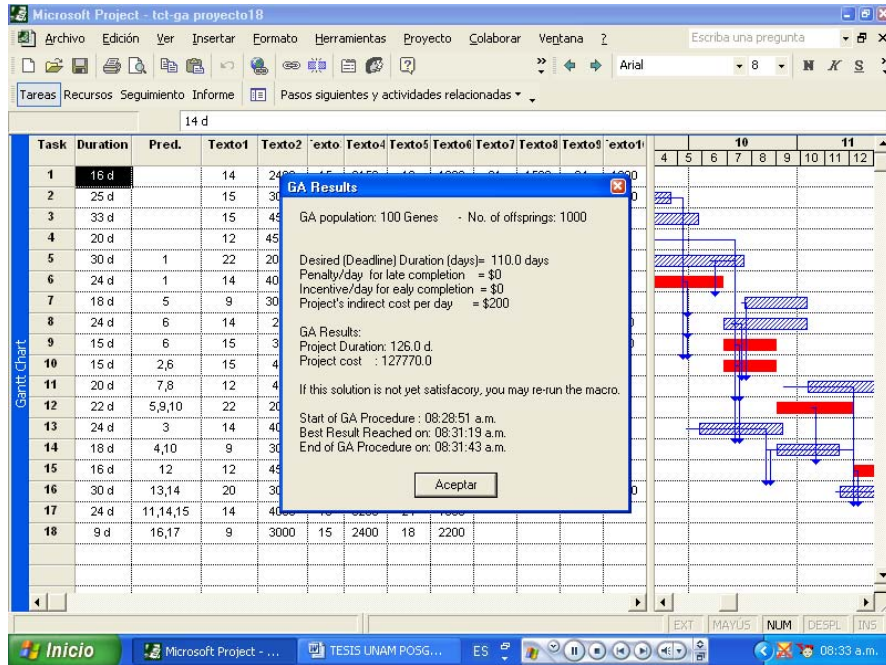 Microsoft Project - tct-ga proyecto18
Archivo Edición Ver Insertar Formato Herramientas Proyecto Colaborar Ventana ? Escriba una pregunta
Arial 8 N K S
Tareas Recursos Seguimiento Informe Pasos siguientes y actividades relacionadas
14 d
Task Duration Pred. Texto1 Texto2 Texto4 Texto5 Texto6 Texto7 Texto8 Texto9 10 11
4 5 6 7 8 9 10 11 12
1 16 d 14
2 25 d 15
3 33 d 15
4 20 d 12
5 30 d 1 22
6 24 d 1 14
7 18 d 5 9
8 24 d 6 14
9 15 d 6 15
10 15 d 2,6 15
11 20 d 7,8 12
12 22 d 5,9,10 22
13 24 d 3 14
14 18 d 4,10 9
15 16 d 12 12
16 30 d 13,14 20
17 24 d 11,14,15 14
18 9 d 16,17 9 3000 15 2400 18 2200
Gantt Chart
GA Results
GA population: 100 Genes - No. of offsprings: 1000
Desired (Deadline) Duration (days)= 110.0 days
Penalty/day for late completion = $0
Incentive/day for ealy completion = $0
Project's indirect cost per day = $200
GA Results:
Project Duration: 126.0 d.
Project cost : 127770.0
If this solution is not yet satisfacory, you may re-run the macro.
Start of GA Procedure : 08:28:51 a.m.
Best Result Reached on: 08:31:19 a.m.
End of GA Procedure on: 08:31:43 a.m.
Aceptar
EXT MAYÚS NUM DESPL INS
Inicio Microsoft Project - ... TESIS UNAM POSG... ES 08:33 a.m.